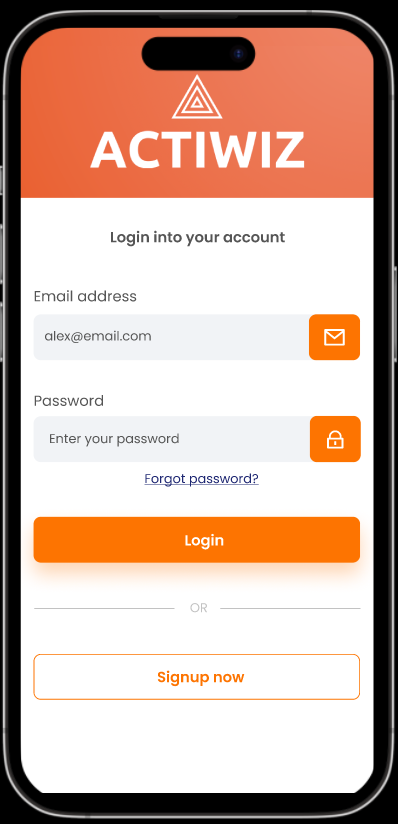 ACTIWIZ
Login into your account
Email address
alex@email.com
Password
Enter your password
Forgot password?
Login
OR
Signup now